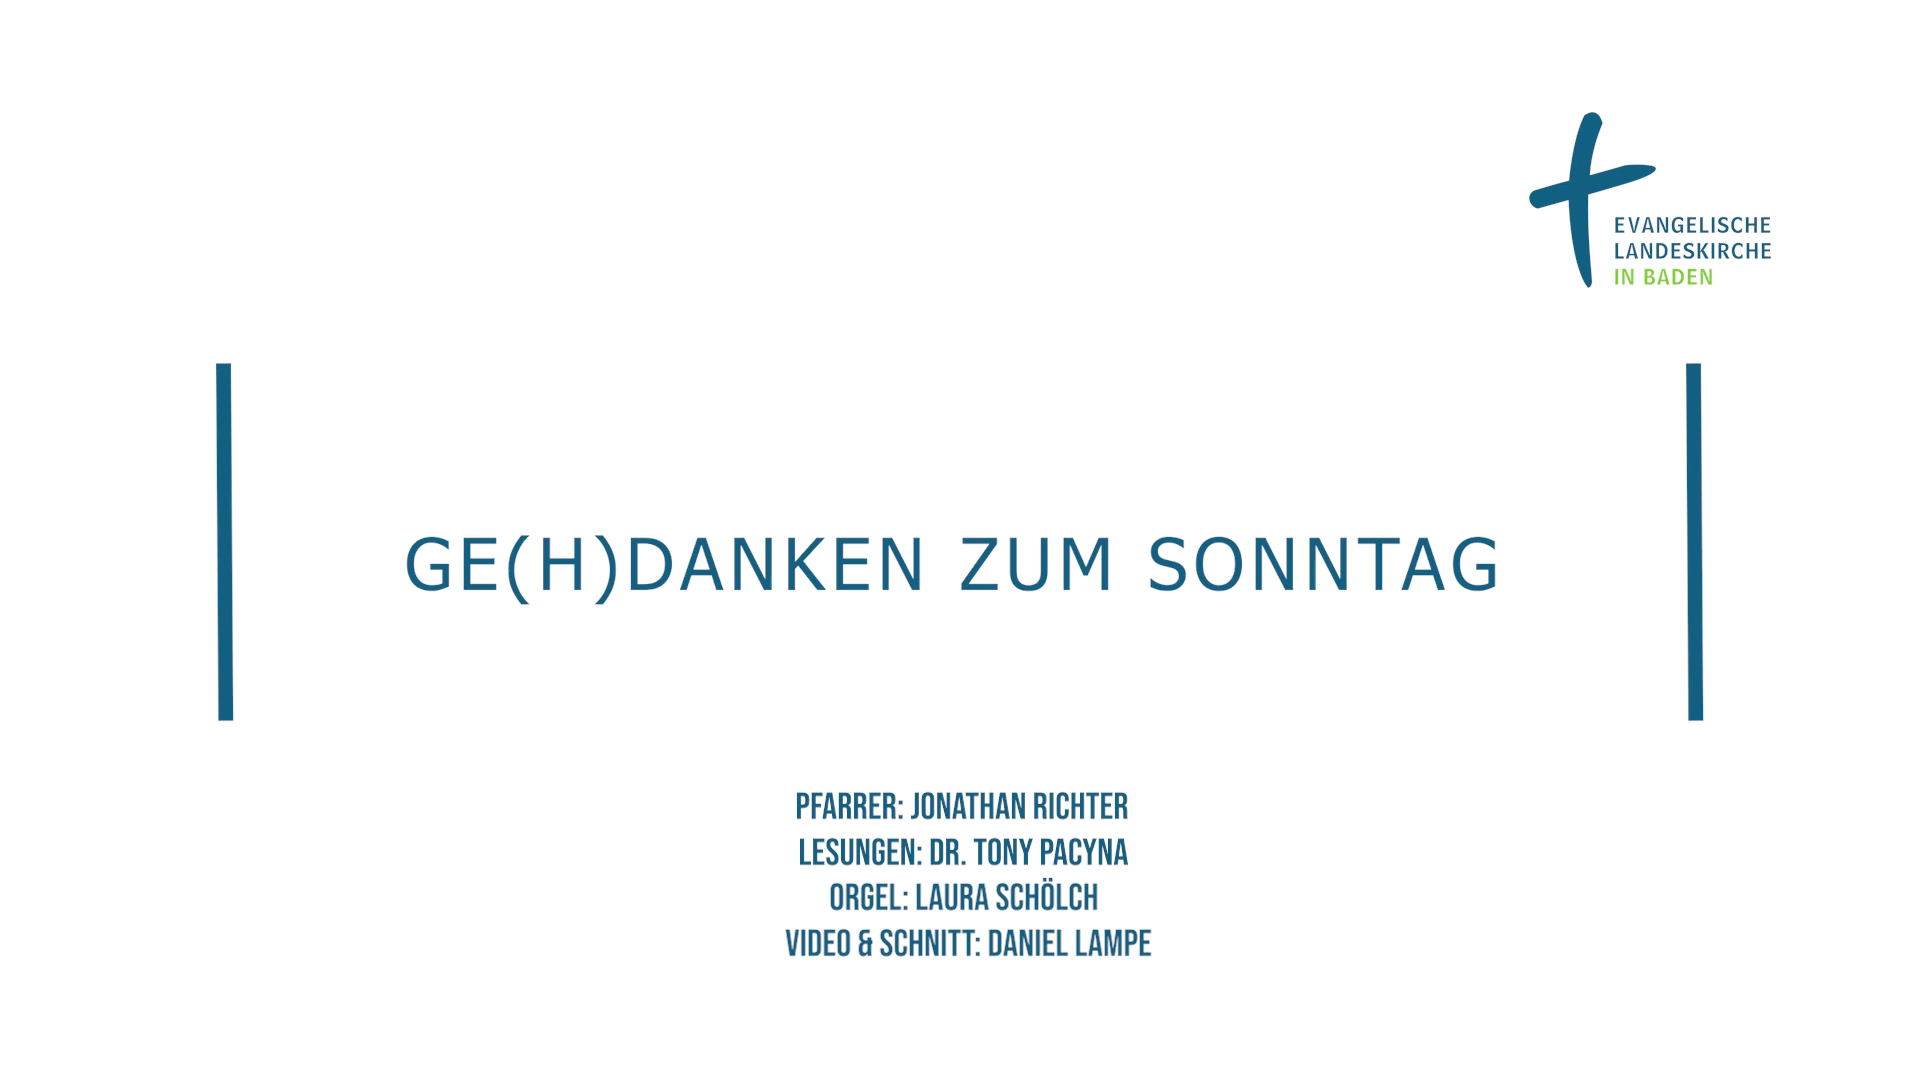 EVANGELISCHE
LANDESKIRCHE
IN BADEN
GE(H)DANKEN ZUM SONNTAG
PFARRER: JONATHAN RICHTER
LESUNGEN: DR. TONY PACYNA
ORGEL: LAURA SCHÖLCH
VIDEO & SCHNITT: DANIEL LAMPE